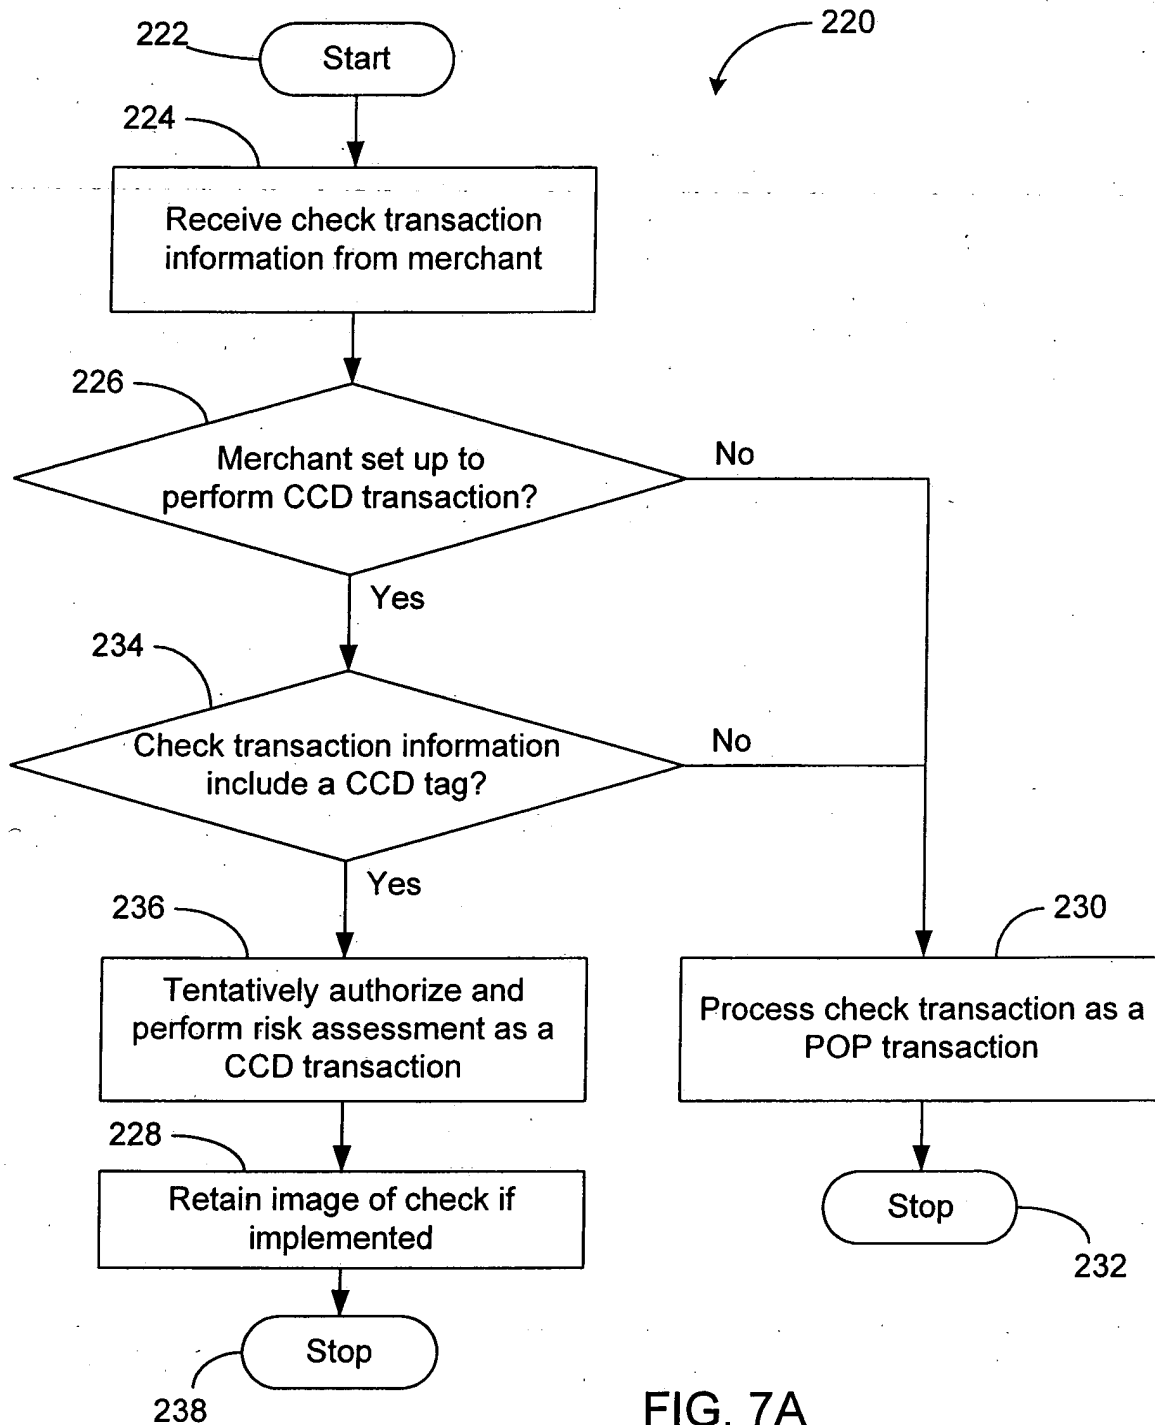 222
Start
220
224
Receive check transaction
information from merchant
226
Merchant set up to
perform CCD transaction?
No
Yes
234
Check transaction information
include a CCD tag?
No
Yes
236
Tentatively authorize and
perform risk assessment as a
CCD transaction
230
Process check transaction as a
POP transaction
228
Retain image of check if
implemented
Stop
232
Stop
238
FIG. 7A